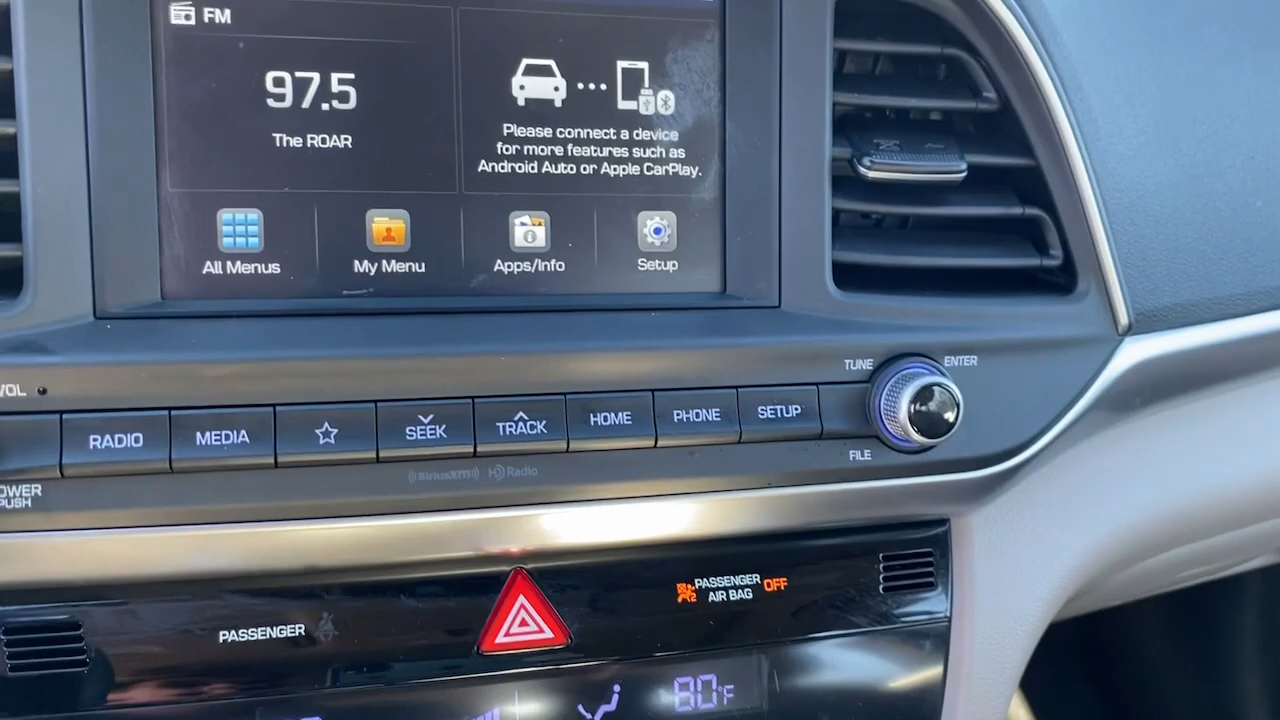 FM
97.5
The ROAR
Please connect a device
for more features such as
Android Auto or Apple CarPlay.
All Menus
My Menu
Apps/Info
Setup
VOL
TUNE
ENTER
RADIO
MEDIA
SEEK
TRACK
HOME
PHONE
SETUP
FILE
(((SiriusXM))) HD Radio
OWER
PUSH
PASSENGER
PASSENGER
AIR BAG
OFF
80°F